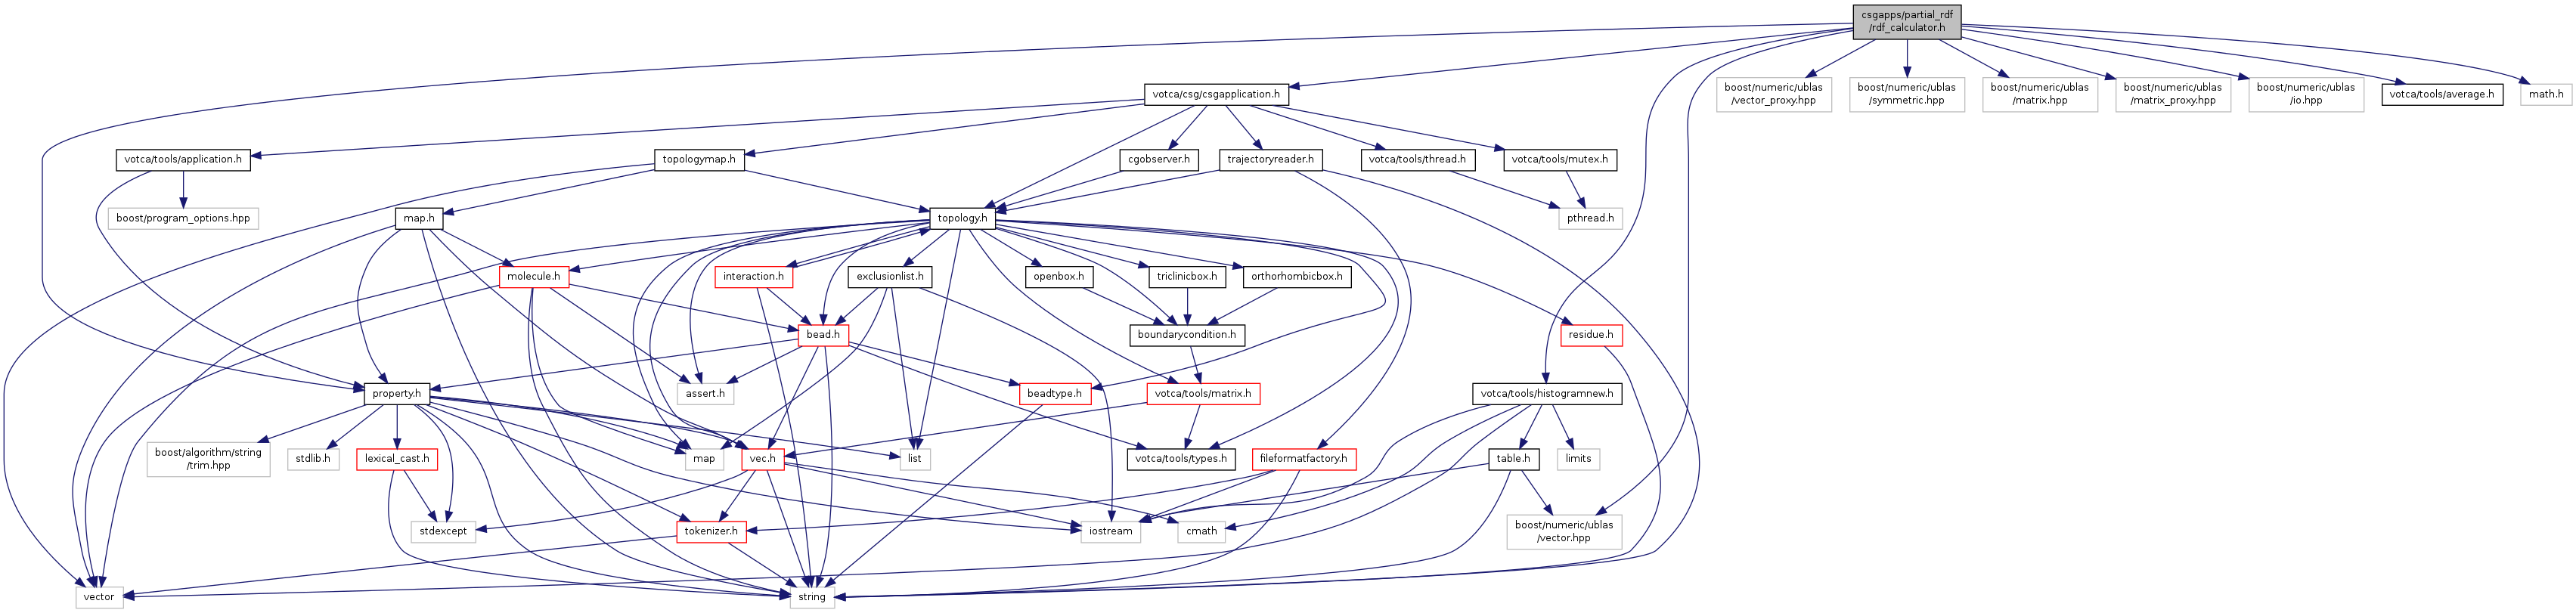 csgapps/partial_rdf
/rdf_calculator.h
votca/csg/csgapplication.h
boost/numeric/ublas
/vector_proxy.hpp
boost/numeric/ublas
/symmetric.hpp
boost/numeric/ublas
/matrix.hpp
boost/numeric/ublas
/matrix_proxy.hpp
boost/numeric/ublas
/io.hpp
votca/tools/average.h
math.h
votca/tools/application.h
topologymap.h
cgobserver.h
trajectoryreader.h
votca/tools/thread.h
votca/tools/mutex.h
boost/program_options.hpp
map.h
topology.h
pthread.h
molecule.h
interaction.h
exclusionlist.h
openbox.h
triclinicbox.h
orthorhombicbox.h
bead.h
boundarycondition.h
residue.h
property.h
assert.h
beadtype.h
votca/tools/matrix.h
votca/tools/histogramnew.h
boost/algorithm/string
/trim.hpp
stdlib.h
lexical_cast.h
map
vec.h
list
votca/tools/types.h
fileformatfactory.h
table.h
limits
stdexcept
tokenizer.h
iostream
cmath
boost/numeric/ublas
/vector.hpp
vector
string